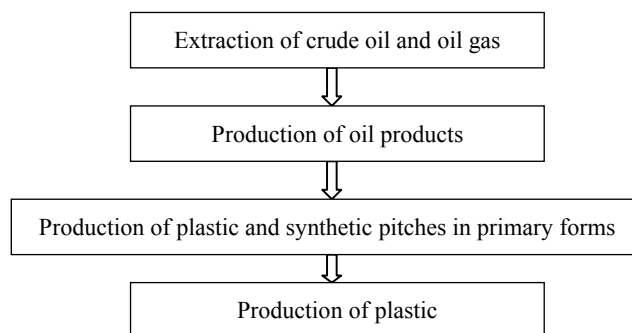 Extraction of crude oil and oil gas
Production of oil products
Production of plastic and synthetic pitches in primary forms
Production of plastic